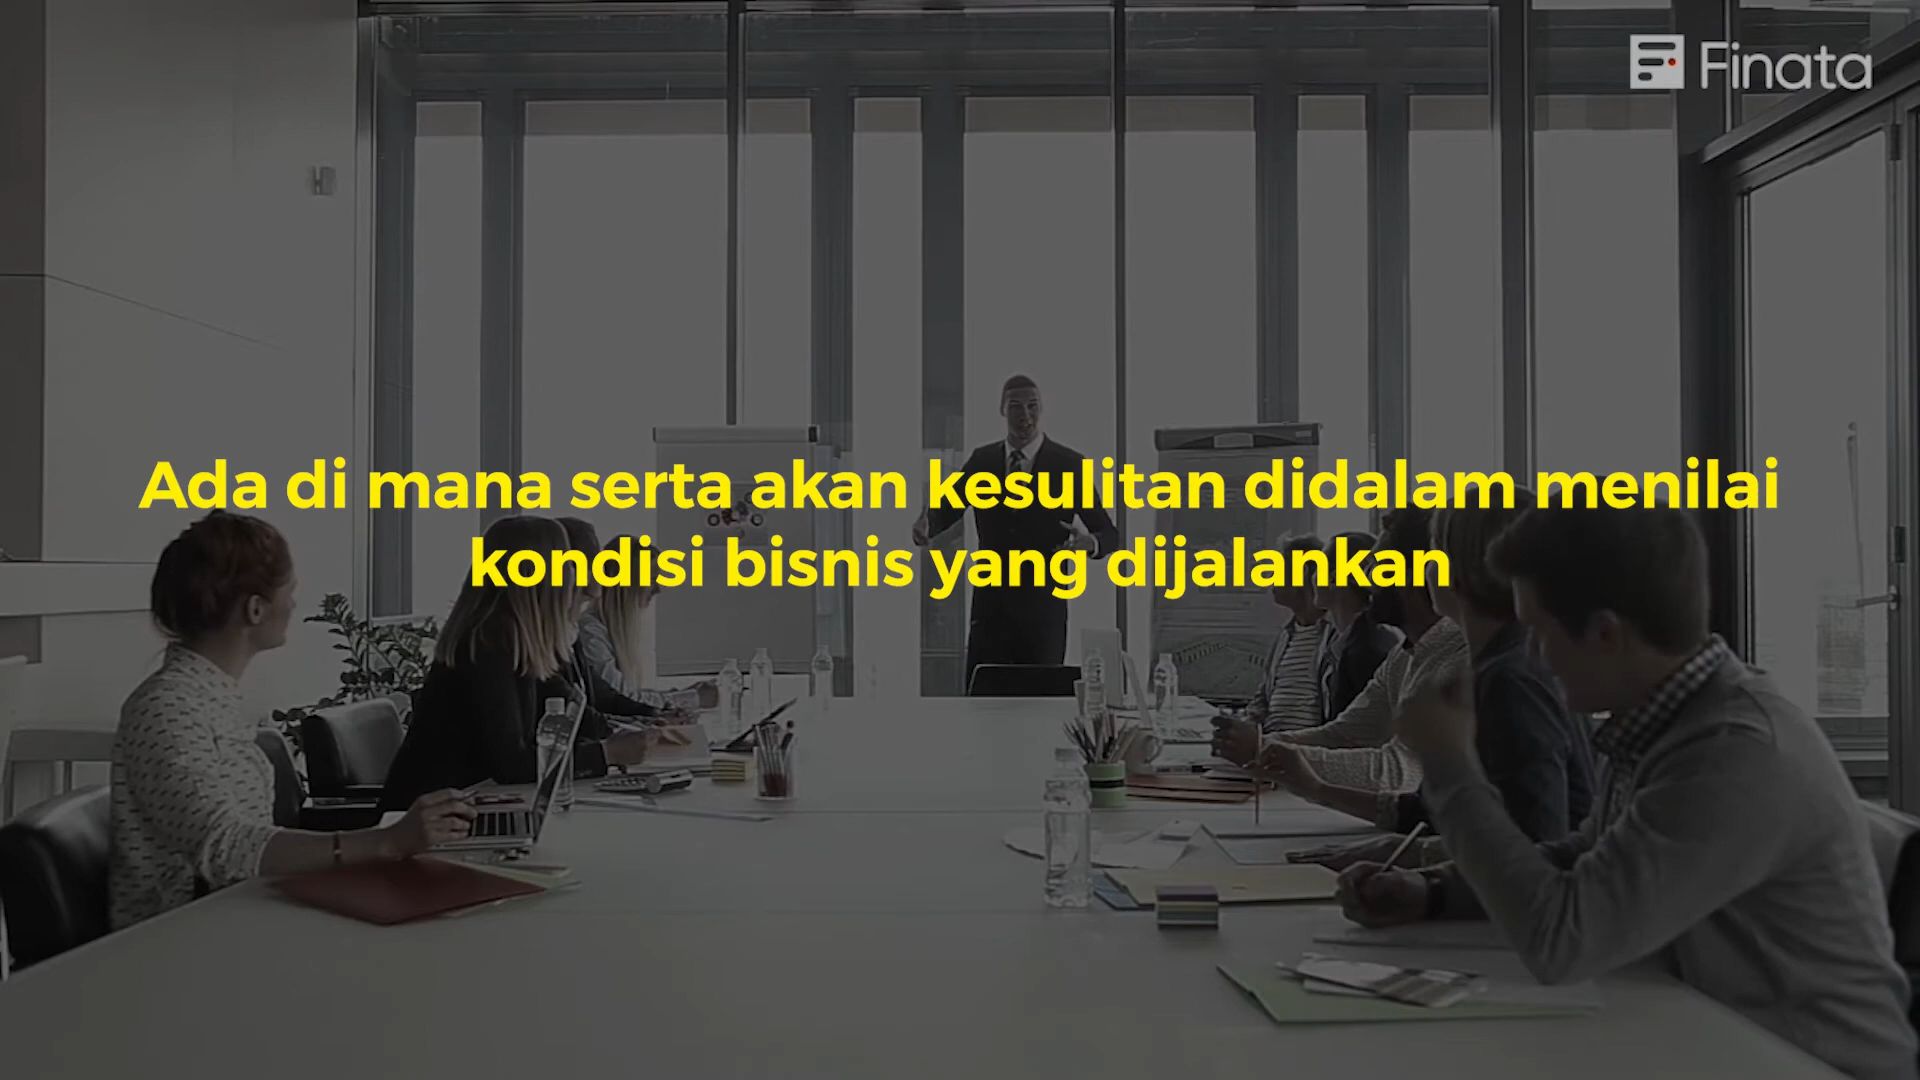 Finata
Ada di mana serta akan kesulitan didalam menilai
kondisi bisnis yang dijalankan